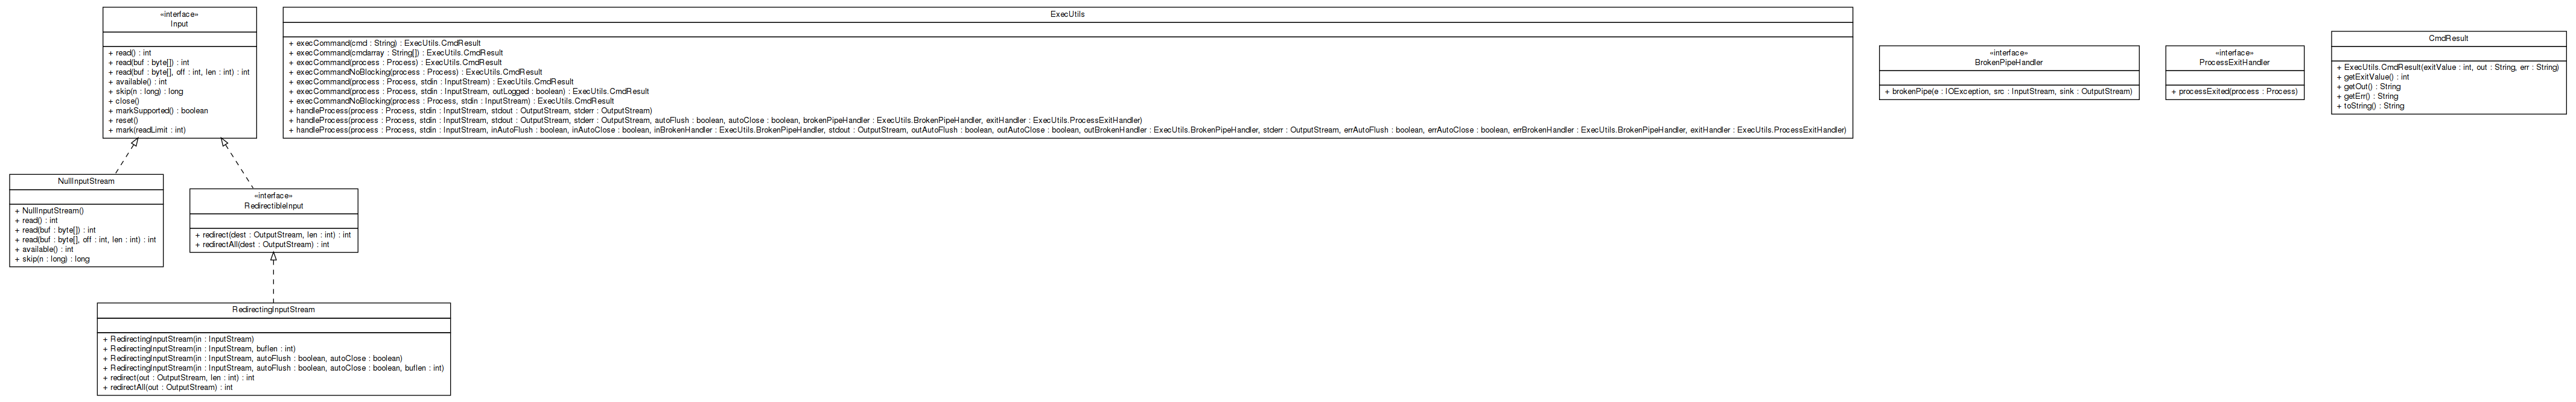 «interface»
Input
+ read() : int
+ read(buf : byte[]) : int
+ read(buf : byte[], off : int, len : int) : int
+ available() : int
+ skip(n : long) : long
+ close()
+ markSupported() : boolean
+ reset()
+ mark(readLimit : int)
ExecUtils
+ execCommand(cmd : String) : ExecUtils.CmdResult
+ execCommand(cmdarray : String[]) : ExecUtils.CmdResult
+ execCommand(process : Process) : ExecUtils.CmdResult
+ execCommandNoBlocking(process : Process) : ExecUtils.CmdResult
+ execCommand(process : Process, stdin : InputStream) : ExecUtils.CmdResult
+ execCommand(process : Process, stdin : InputStream, outLogged : boolean) : ExecUtils.CmdResult
+ execCommandNoBlocking(process : Process, stdin : InputStream) : ExecUtils.CmdResult
+ handleProcess(process : Process, stdin : InputStream, stdout : OutputStream, stderr : OutputStream)
+ handleProcess(process : Process, stdin : InputStream, stdout : OutputStream, stderr : OutputStream, autoFlush : boolean, autoClose : boolean, brokenPipeHandler : ExecUtils.BrokenPipeHandler, exitHandler : ExecUtils.ProcessExitHandler)
+ handleProcess(process : Process, stdin : InputStream, inAutoFlush : boolean, inAutoClose : boolean, inBrokenHandler : ExecUtils.BrokenPipeHandler, stdout : OutputStream, outAutoFlush : boolean, outAutoClose : boolean, outBrokenHandler : ExecUtils.BrokenPipeHandler, stderr : OutputStream, errAutoFlush : boolean, errAutoClose : boolean, errBrokenHandler : ExecUtils.BrokenPipeHandler, exitHandler : ExecUtils.ProcessExitHandler)
«interface»
BrokenPipeHandler
+ brokenPipe(e : IOException, src : InputStream, sink : OutputStream)
«interface»
ProcessExitHandler
+ processExited(process : Process)
CmdResult
+ ExecUtils.CmdResult(exitValue : int, out : String, err : String)
+ getExitValue() : int
+ getOut() : String
+ getErr() : String
+ toString() : String
NullInputStream
+ NullInputStream()
+ read() : int
+ read(buf : byte[]) : int
+ read(buf : byte[], off : int, len : int) : int
+ available() : int
+ skip(n : long) : long
«interface»
RedirectibleInput
+ redirect(dest : OutputStream, len : int) : int
+ redirectAll(dest : OutputStream) : int
RedirectingInputStream
+ RedirectingInputStream(in : InputStream)
+ RedirectingInputStream(in : InputStream, buflen : int)
+ RedirectingInputStream(in : InputStream, autoFlush : boolean, autoClose : boolean)
+ RedirectingInputStream(in : InputStream, autoFlush : boolean, autoClose : boolean, buflen : int)
+ redirect(out : OutputStream, len : int) : int
+ redirectAll(out : OutputStream) : int